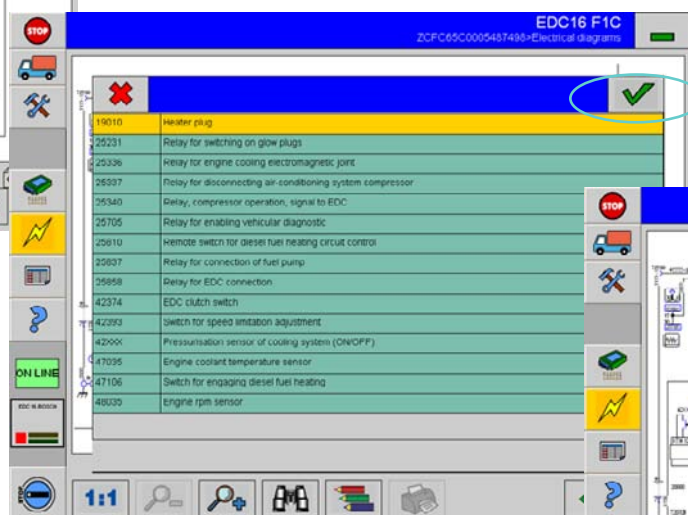 STOP
EDC16 F1C
ZCFC65C0005487498>Electrical diagrams
19010 Heater plug
25231 Relay for switching on glow plugs
25336 Relay for engine cooling electromagnetic joint
25337 Relay for disconnecting air-conditioning system compressor
25340 Relay, compressor operation, signal to EDC
25705 Relay for enabling vehicular diagnostic
25810 Remote switch for diesel fuel heating circuit control
25837 Relay for connection of fuel pump
25858 Relay for EDC connection
42374 EDC clutch switch
42393 Switch for speed limitation adjustment
42XXX Pressurisation sensor of cooling system (ON/OFF)
47035 Engine coolant temperature sensor
47106 Switch for engaging diesel fuel heating
48035 Engine rpm sensor
ON LINE
EDC 16 BOSCH
STOP
1:1
STOP